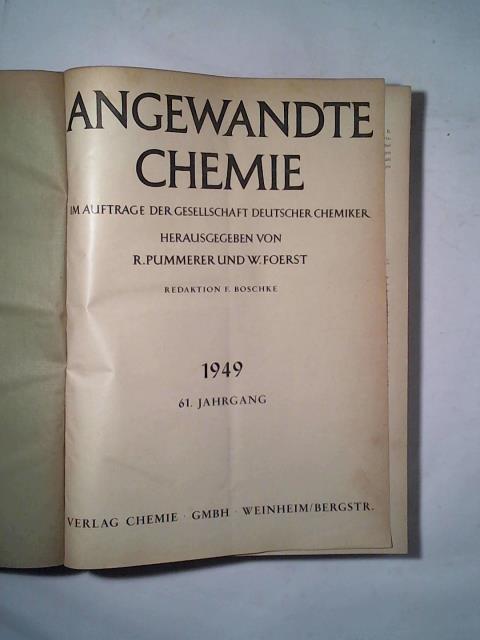 ANGEWANDTE
CHEMIE
IM AUFTRAGE DER GESELLSCHAFT DEUTSCHER CHEMIKER
HERAUSGEGEBEN VON
R. PUMMERER UND W. FOERST
REDAKTION F. BOSCHKE
1949
61. JAHRGANG
VERLAG CHEMIE · GMBH · WEINHEIM/BERGSTR.